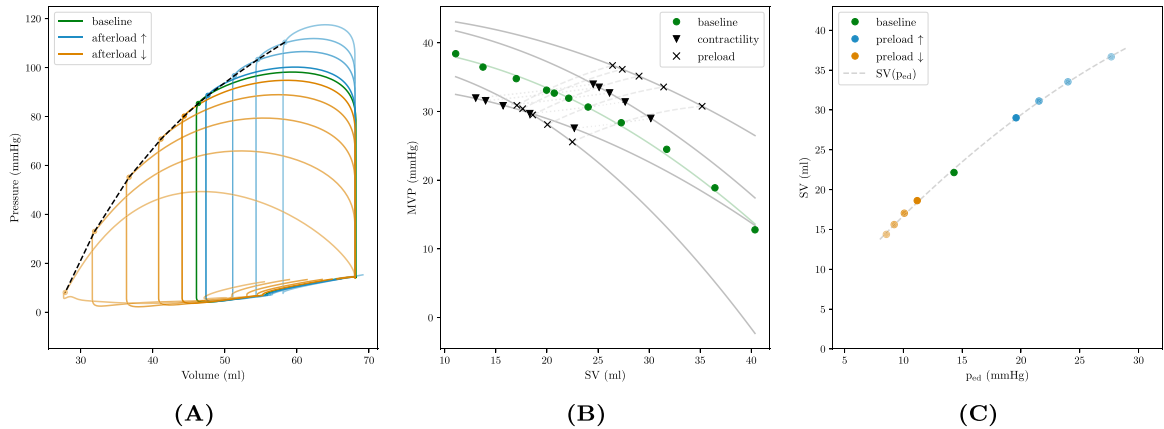 baseline
afterload ↑
afterload ↓
120
100
80
60
40
20
0
30
40
50
60
70
Pressure (mmHg)
Volume (ml)
(A)
baseline
contractility
preload
40
30
20
10
0
10
15
20
25
30
35
40
MVP (mmHg)
SV (ml)
(B)
baseline
preload ↑
preload ↓
SV(p_ed)
40
35
30
25
20
15
10
5
0
5
10
15
20
25
30
SV (ml)
p_ed (mmHg)
(C)